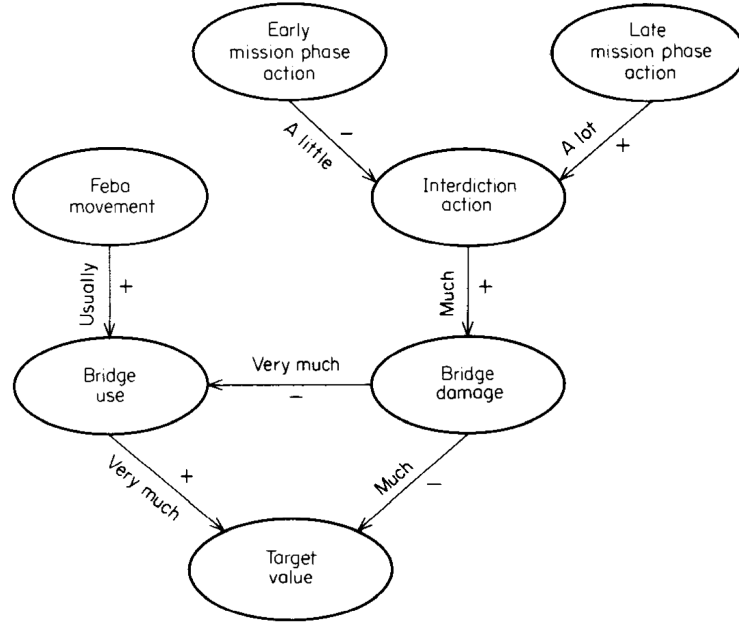 Early
mission phase
action
Late
mission phase
action
−
A little
A lot
+
Feba
movement
Interdiction
action
Usually
+
Much
+
Bridge
use
Very much
−
Bridge
damage
Very much
+
Much
−
Target
value